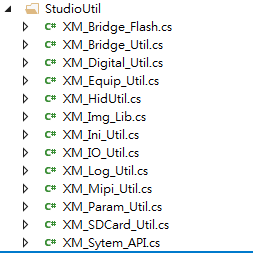 StudioUtil
C# XM_Bridge_Flash.cs
C# XM_Bridge_Util.cs
C# XM_Digital_Util.cs
C# XM_Equip_Util.cs
C# XM_HidUtil.cs
C# XM_Img_Lib.cs
C# XM_Ini_Util.cs
C# XM_IO_Util.cs
C# XM_Log_Util.cs
C# XM_Mipi_Util.cs
C# XM_Param_Util.cs
C# XM_SDCard_Util.cs
C# XM_Sytem_API.cs